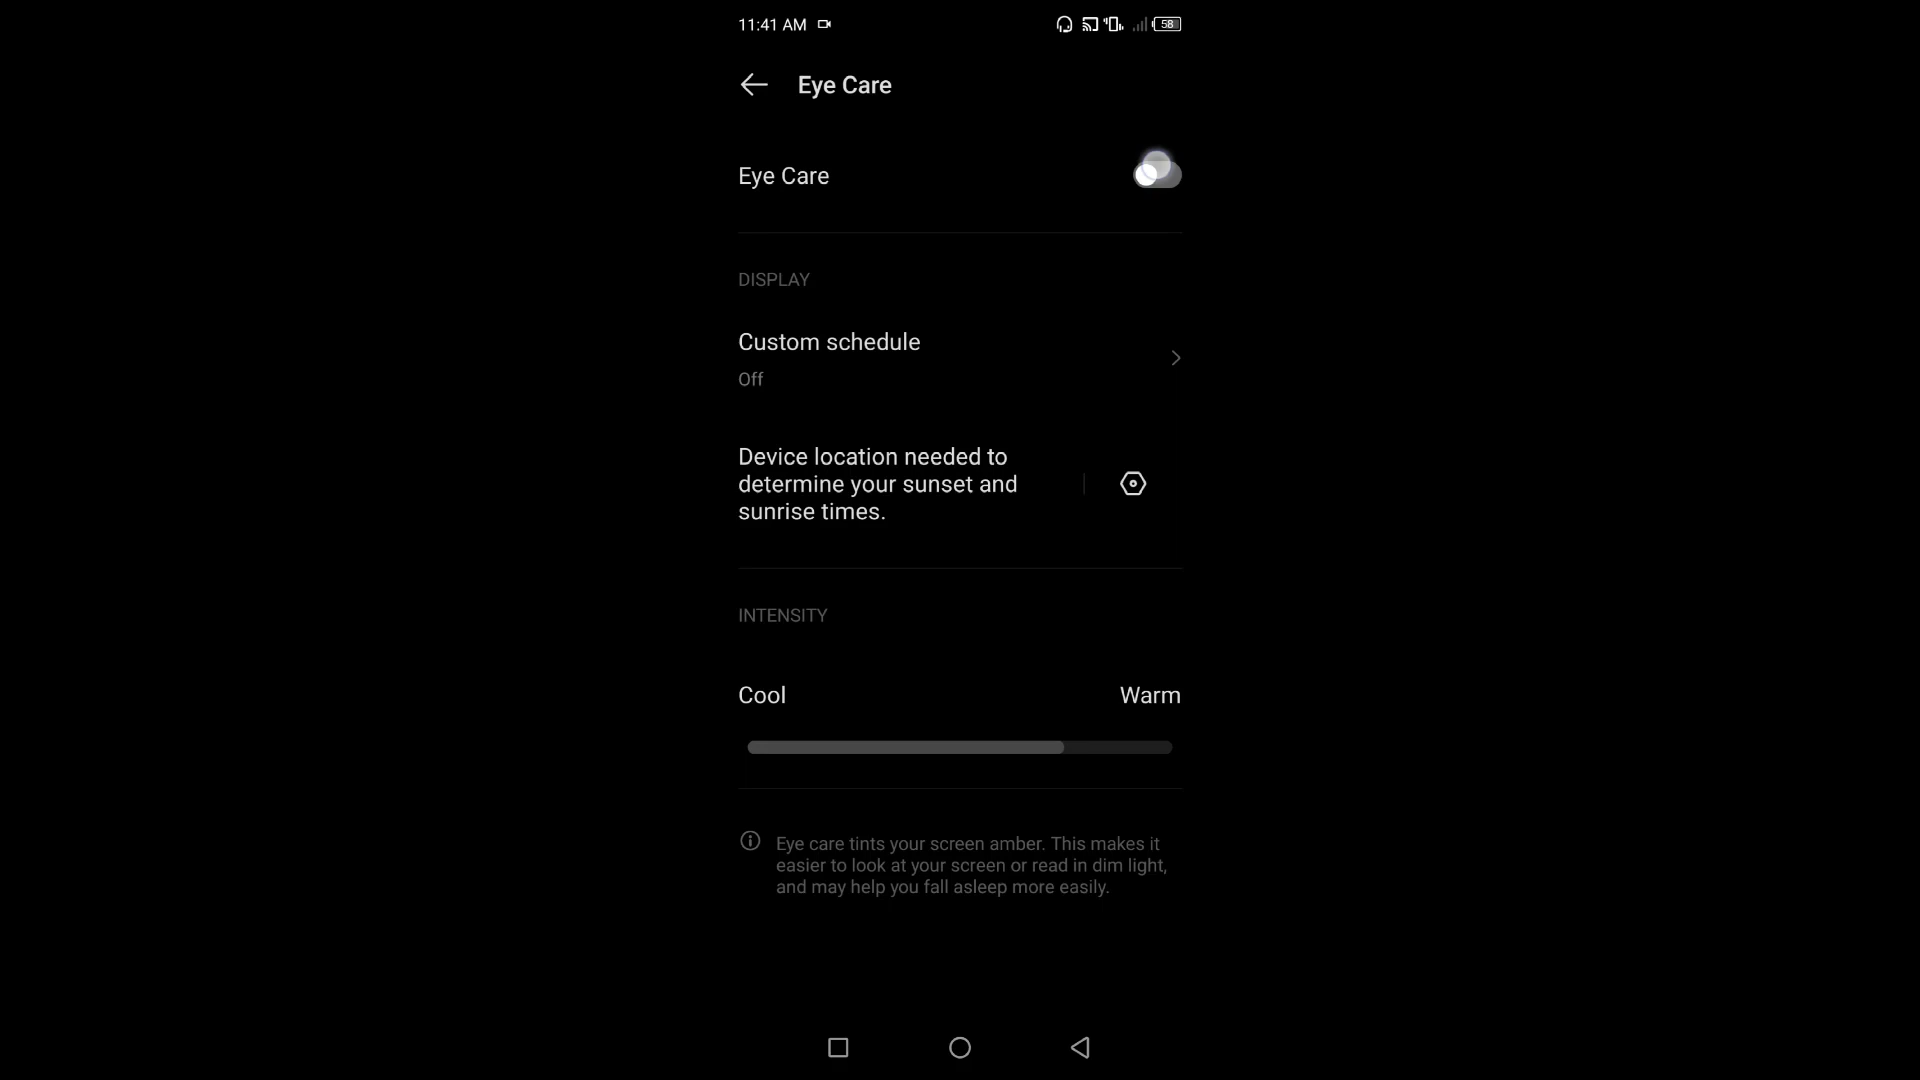 11:41 AM
58
Eye Care
Eye Care
DISPLAY
Custom schedule
Off
Device location needed to
determine your sunset and
sunrise times.
INTENSITY
Cool
Warm
Eye care tints your screen amber. This makes it
easier to look at your screen or read in dim light,
and may help you fall asleep more easily.